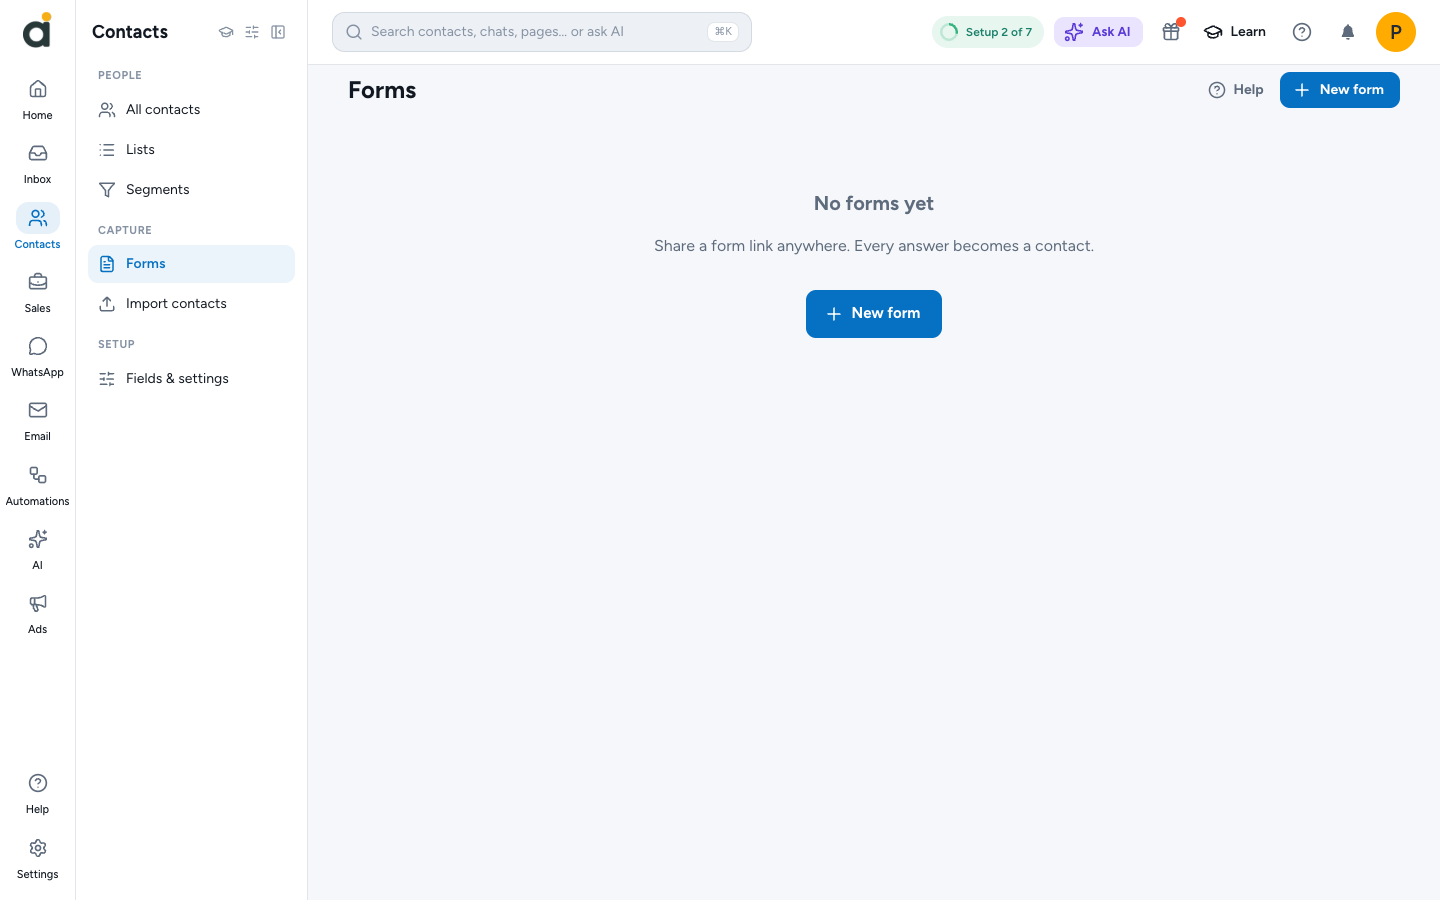 Contacts
Search contacts, chats, pages... or ask AI
⌘K
Setup 2 of 7
Ask AI
Learn
P
Home
Inbox
Contacts
Sales
WhatsApp
Email
Automations
AI
Ads
Help
Settings
PEOPLE
All contacts
Lists
Segments
CAPTURE
Forms
Import contacts
SETUP
Fields & settings
Forms
Help
New form
No forms yet
Share a form link anywhere. Every answer becomes a contact.
New form